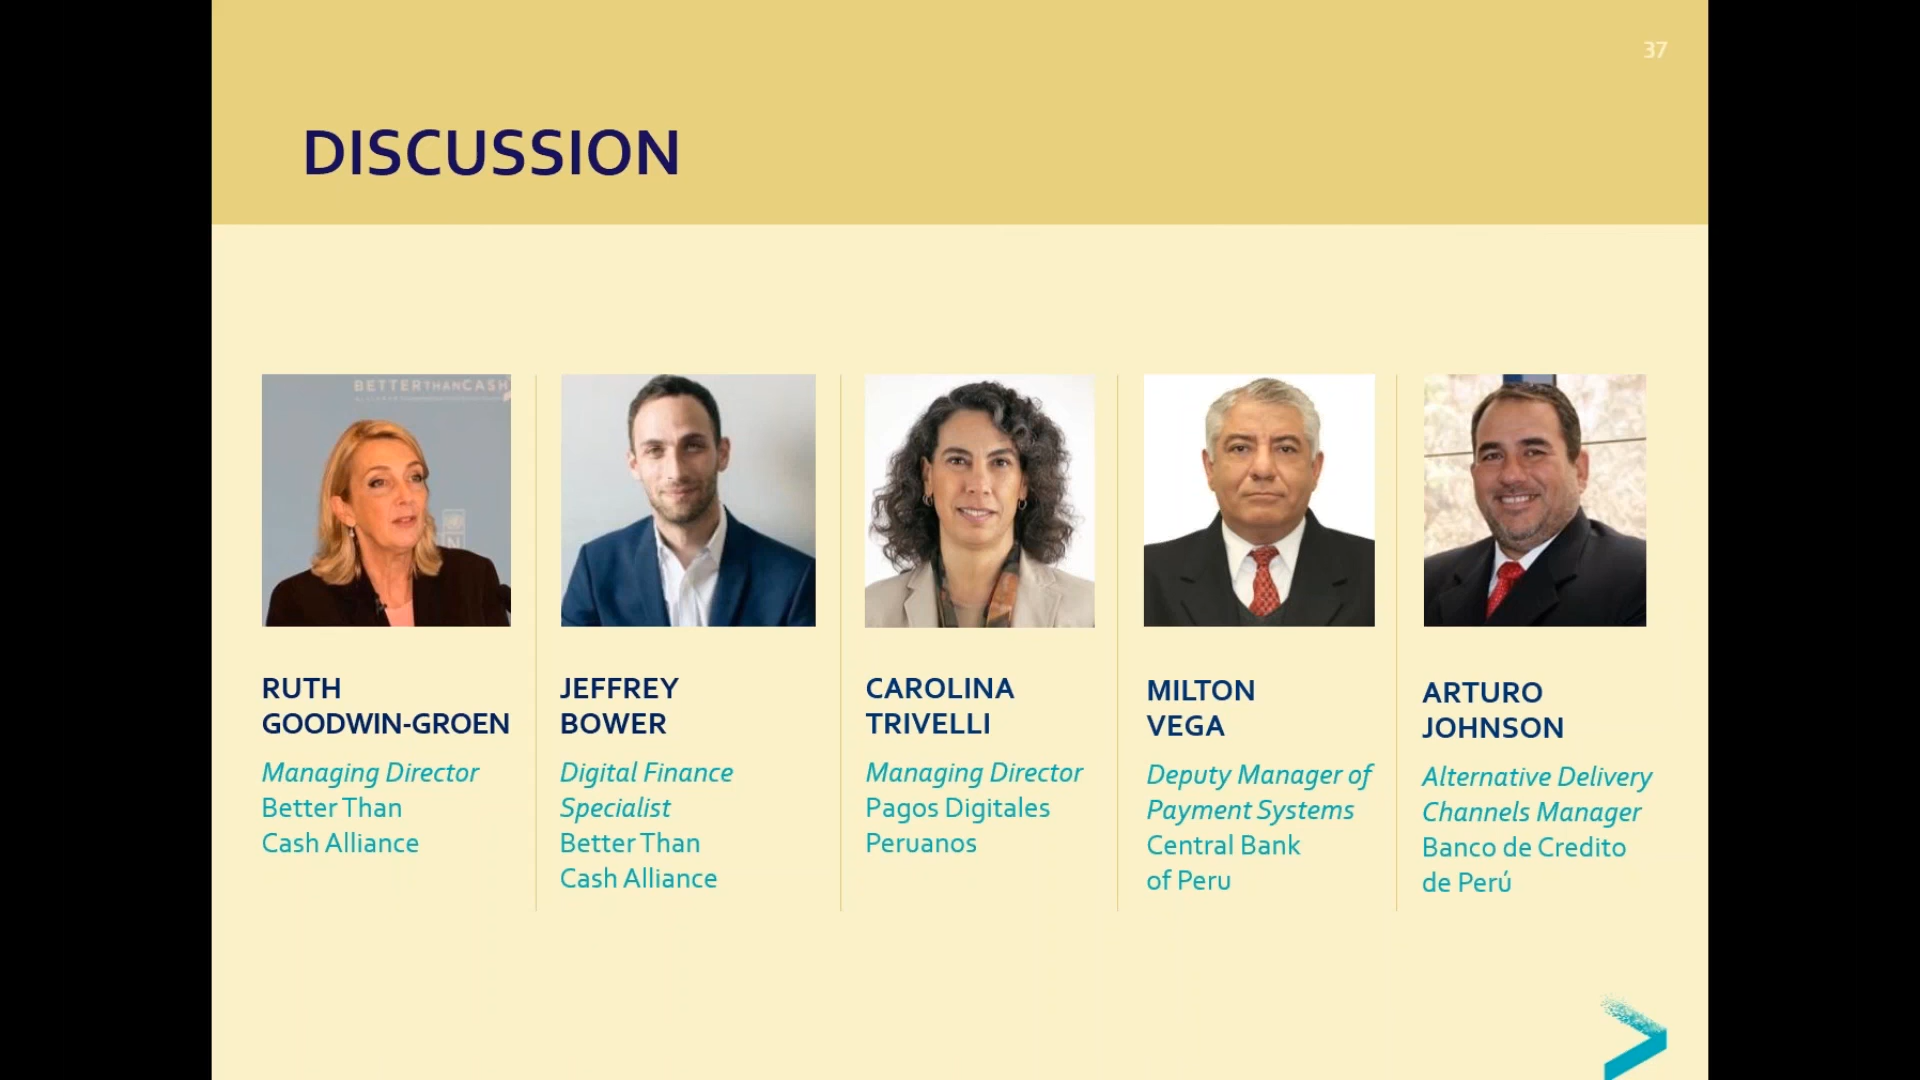 37
DISCUSSION
BETTERTHANCASH
RUTH
GOODWIN-GROEN
Managing Director
Better Than
Cash Alliance
JEFFREY
BOWER
Digital Finance
Specialist
Better Than
Cash Alliance
CAROLINA
TRIVELLI
Managing Director
Pagos Digitales
Peruanos
MILTON
VEGA
Deputy Manager of
Payment Systems
Central Bank
of Peru
ARTURO
JOHNSON
Alternative Delivery
Channels Manager
Banco de Credito
de Perú